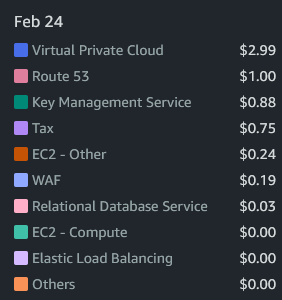 Feb 24
Virtual Private Cloud $2.99
Route 53 $1.00
Key Management Service $0.88
Tax $0.75
EC2 - Other $0.24
WAF $0.19
Relational Database Service $0.03
EC2 - Compute $0.00
Elastic Load Balancing $0.00
Others $0.00